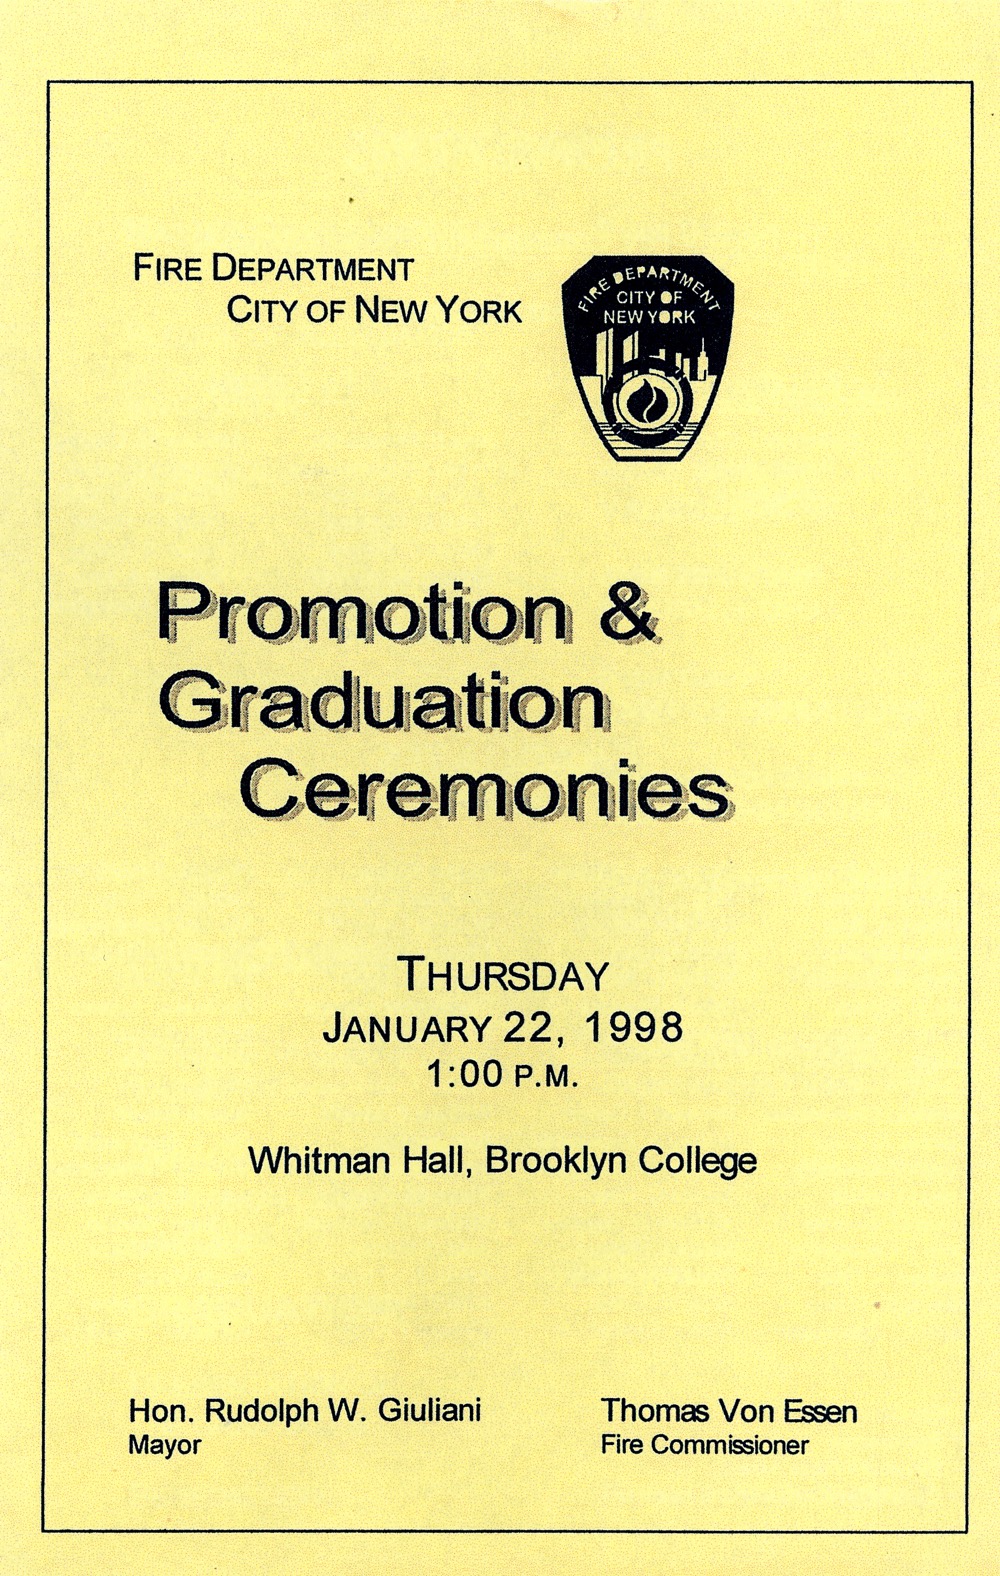 FIRE DEPARTMENT
CITY OF NEW YORK
FIRE DEPARTMENT
CITY OF
NEW YORK
Promotion &
Graduation
Ceremonies
THURSDAY
JANUARY 22, 1998
1:00 P.M.
Whitman Hall, Brooklyn College
Hon. Rudolph W. Giuliani
Mayor
Thomas Von Essen
Fire Commissioner